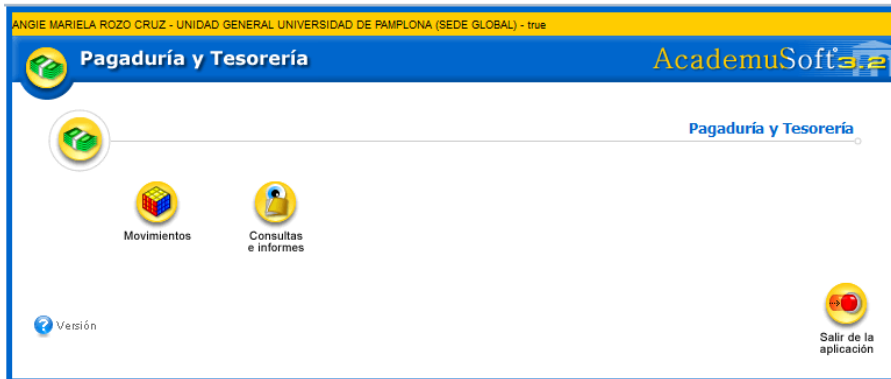 ANGIE MARIELA ROZO CRUZ - UNIDAD GENERAL UNIVERSIDAD DE PAMPLONA (SEDE GLOBAL) - true
Pagaduría y Tesorería
AcademuSoft 3.2
Pagaduría y Tesorería
Movimientos
Consultas
e informes
Versión
Salir de la
aplicación